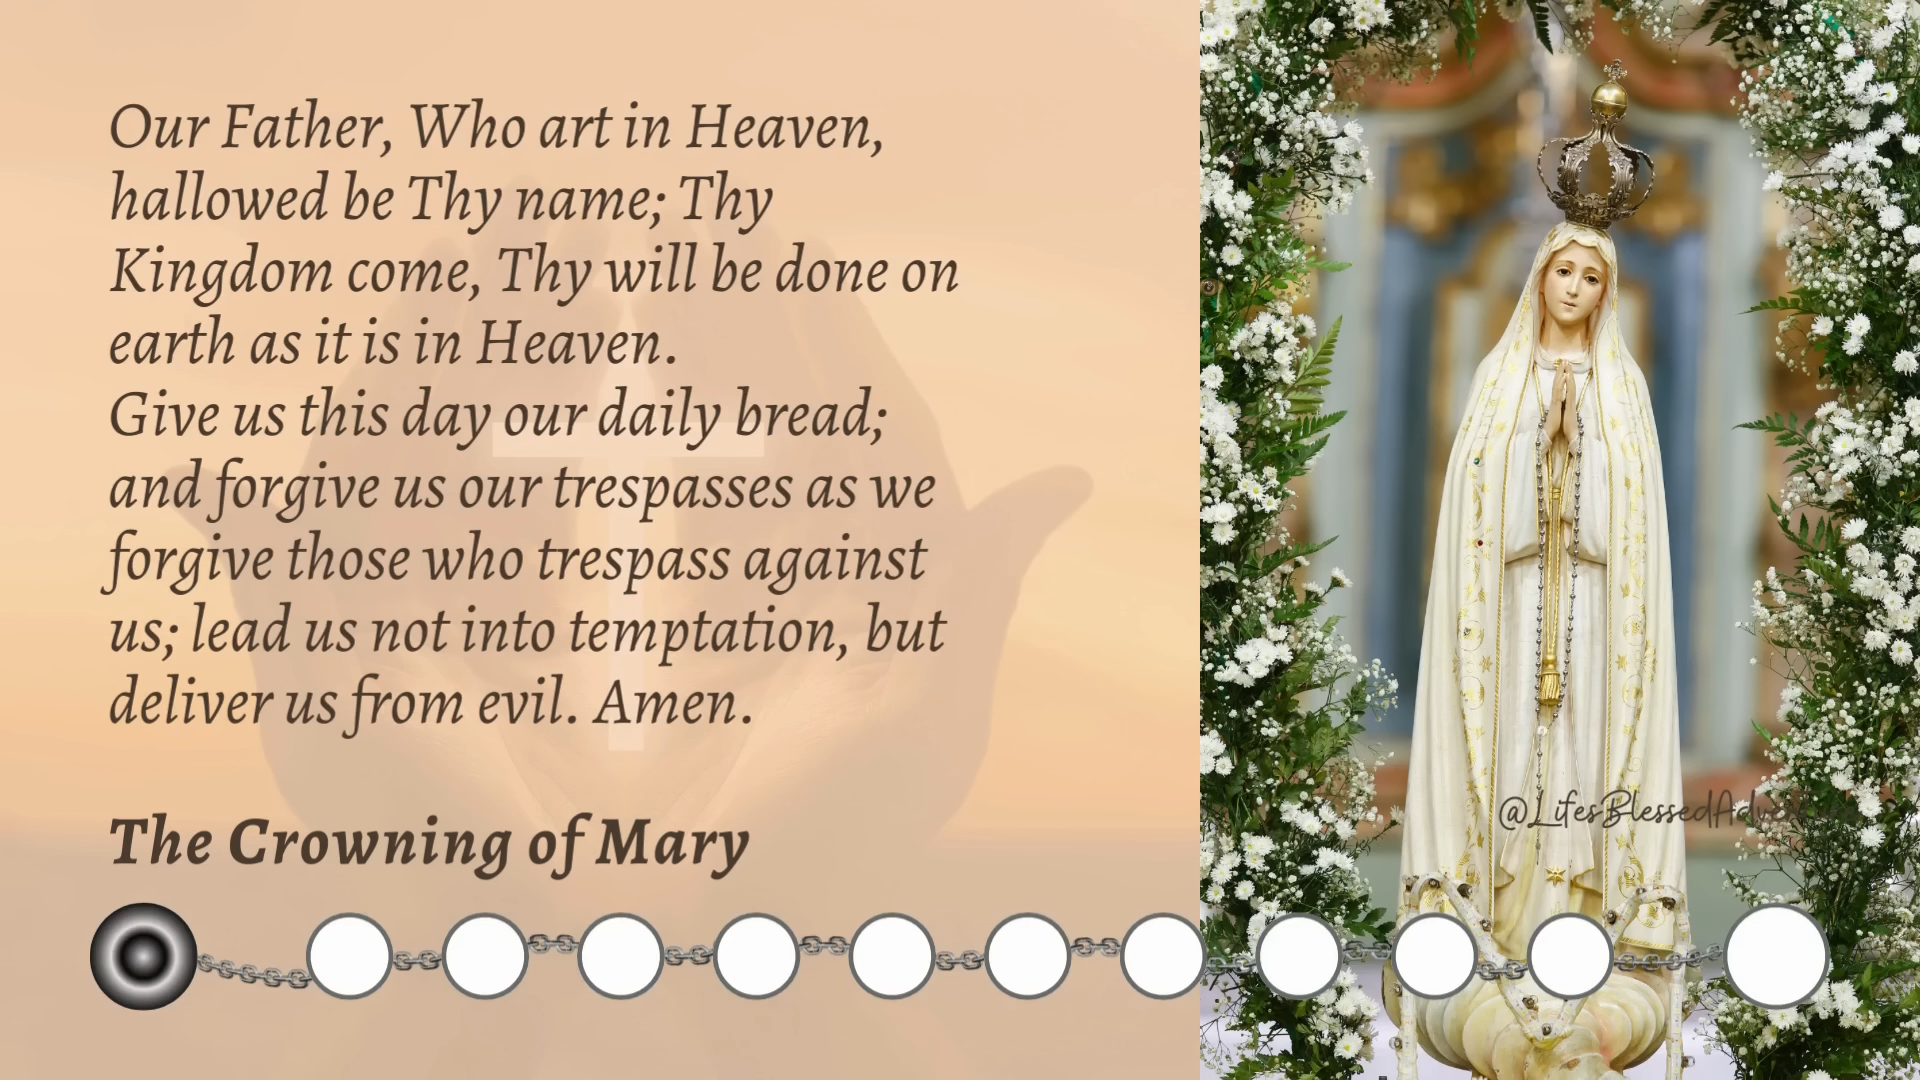 Our Father, Who art in Heaven,
hallowed be Thy name; Thy
Kingdom come, Thy will be done on
earth as it is in Heaven.
Give us this day our daily bread;
and forgive us our trespasses as we
forgive those who trespass against
us; lead us not into temptation, but
deliver us from evil. Amen.
The Crowning of Mary